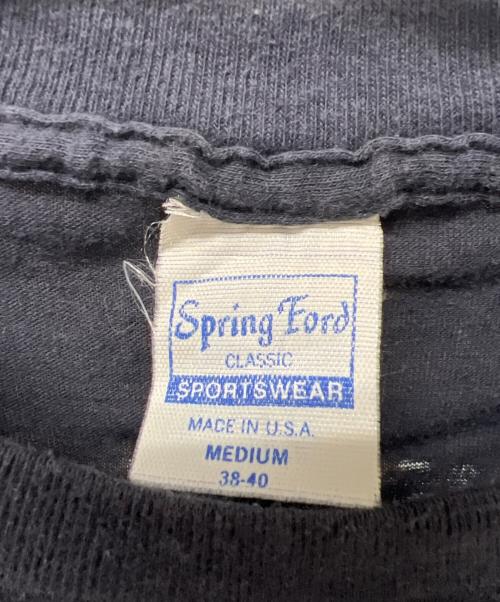 Spring Ford
CLASSIC
SPORTSWEAR
MADE IN U.S.A.
MEDIUM
38-40